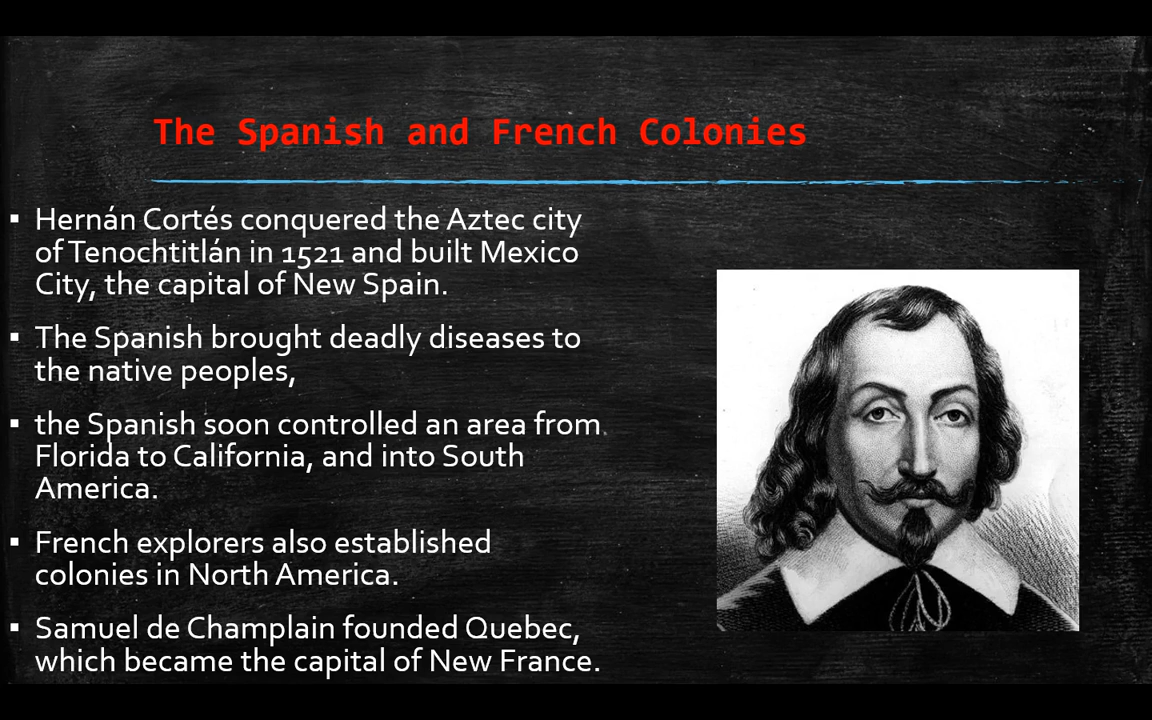 The Spanish and French Colonies
▪ Hernán Cortés conquered the Aztec city
of Tenochtitlán in 1521 and built Mexico
City, the capital of New Spain.
▪ The Spanish brought deadly diseases to
the native peoples,
▪ the Spanish soon controlled an area from
Florida to California, and into South
America.
▪ French explorers also established
colonies in North America.
▪ Samuel de Champlain founded Quebec,
which became the capital of New France.